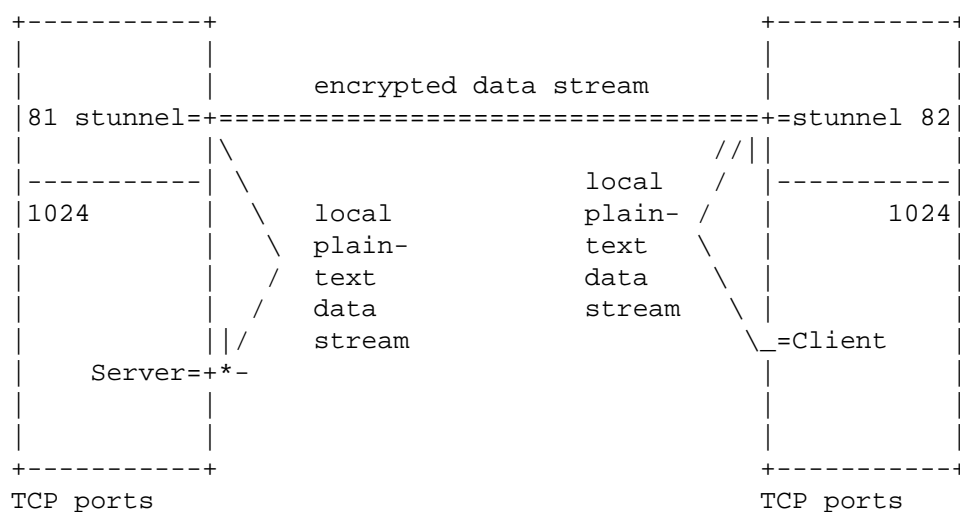 encrypted data stream
81 stunnel=+==================================+=stunnel 82
local
1024 local plain- 1024
plain- text
text data
data stream
stream =Client
Server=+*-
TCP ports TCP ports